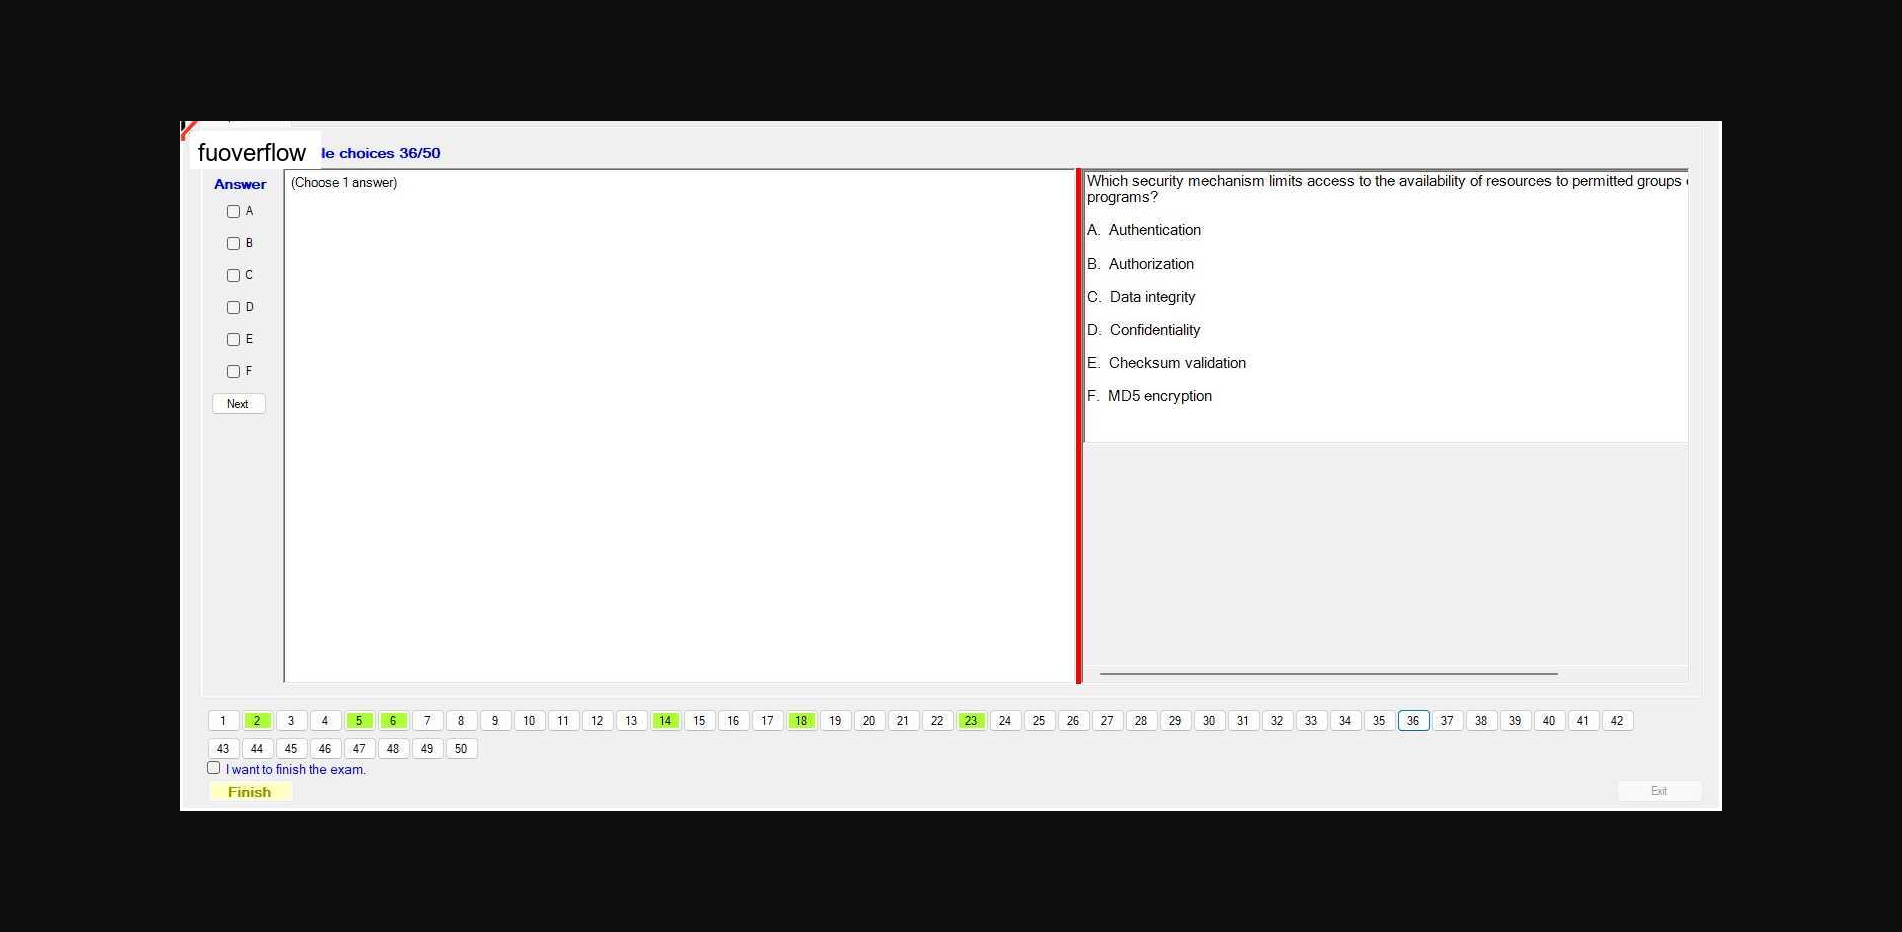 fuoverflow
le choices 36/50
Answer
(Choose 1 answer)
A
B
C
D
E
F
Next
Which security mechanism limits access to the availability of resources to permitted groups
programs?
A. Authentication
B. Authorization
C. Data integrity
D. Confidentiality
E. Checksum validation
F. MD5 encryption
1 2 3 4 5 6 7 8 9 10 11 12 13 14 15 16 17 18 19 20 21 22 23 24 25 26 27 28 29 30 31 32 33 34 35 36 37 38 39 40 41 42
43 44 45 46 47 48 49 50
I want to finish the exam.
Finish
Exit